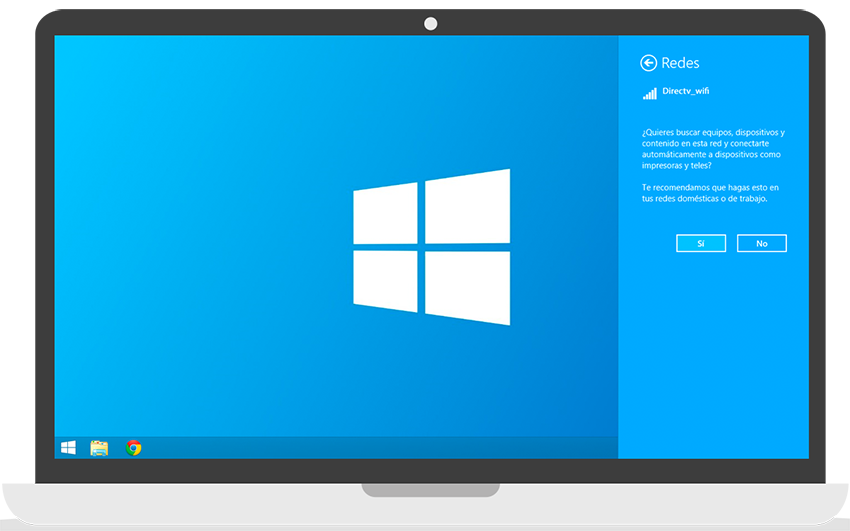 Redes
Directv_wifi
¿Quieres buscar equipos, dispositivos y
contenido en esta red y conectarte
automáticamente a dispositivos como
impresoras y teles?
Te recomendamos que hagas esto en
tus redes domésticas o de trabajo.
Sí No